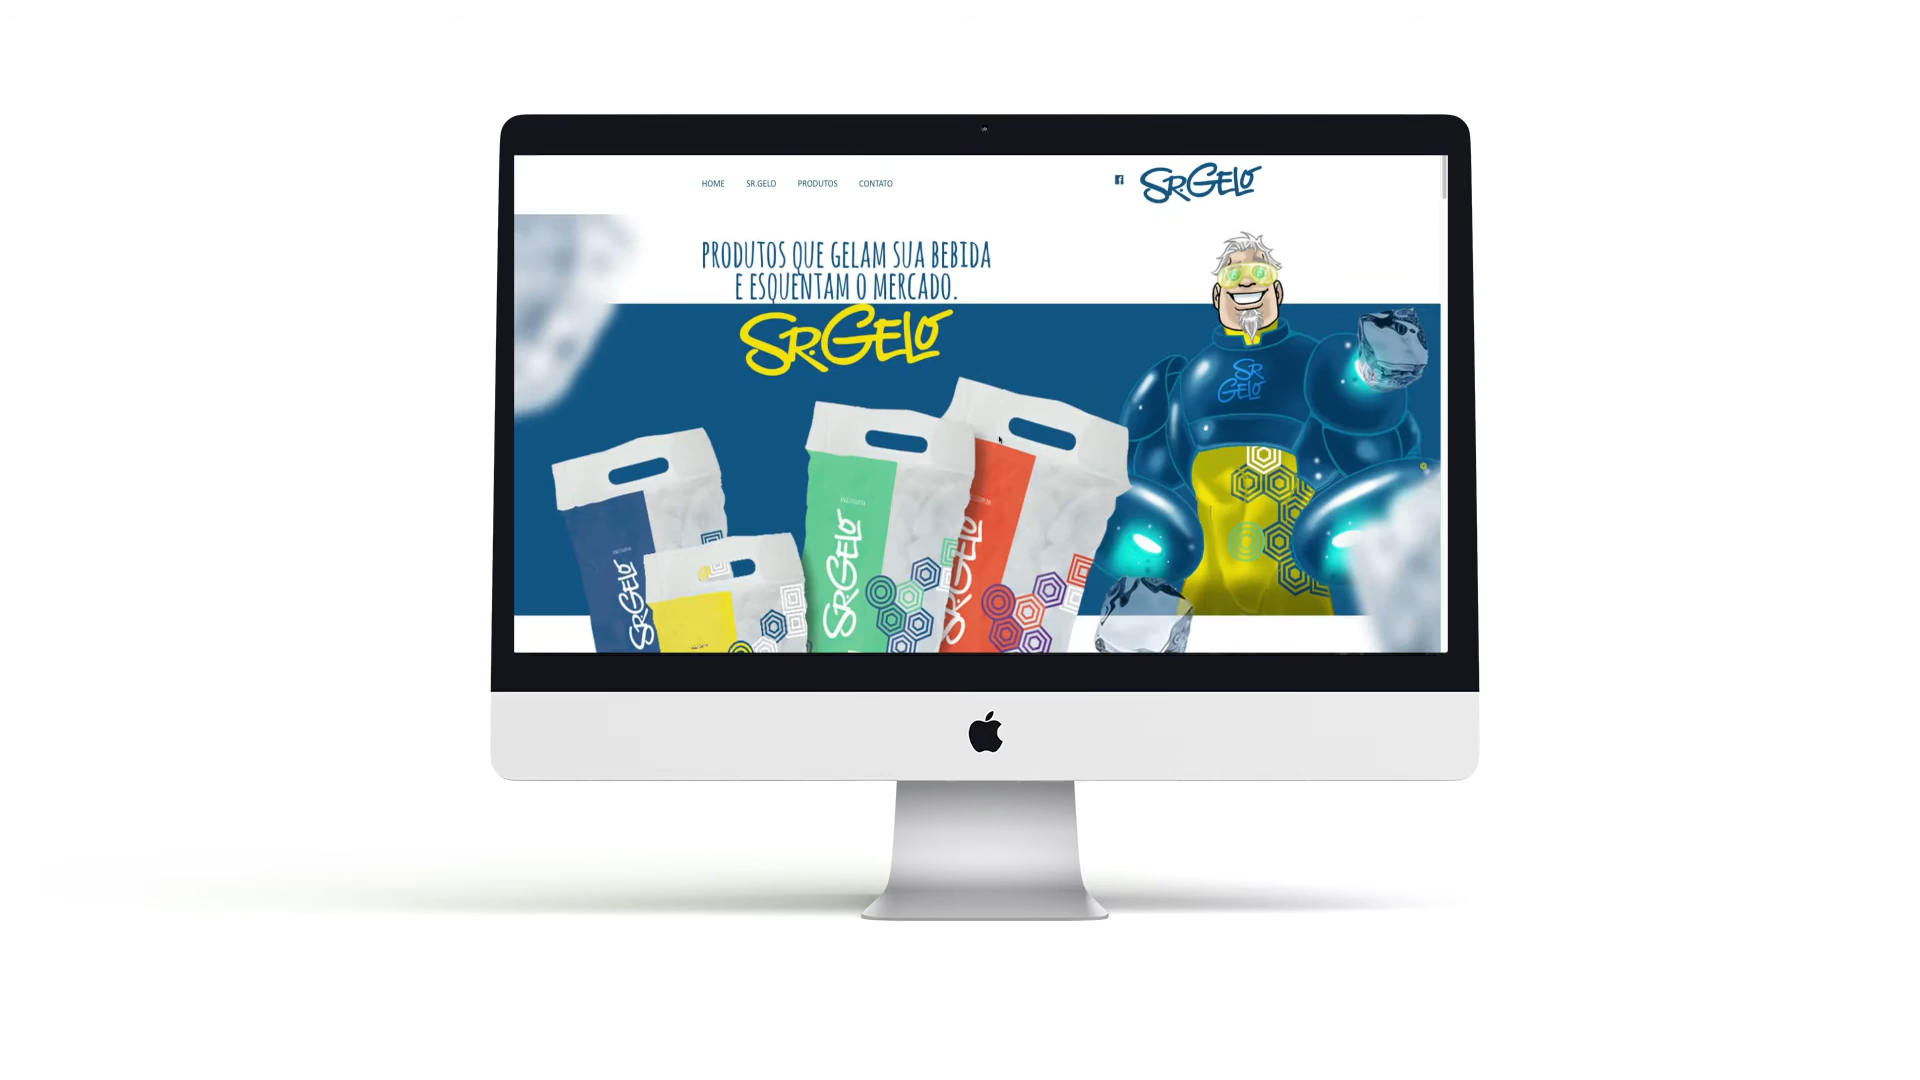 HOME SR.GELO PRODUTOS CONTATO
SR.GELO
PRODUTOS QUE GELAM SUA BEBIDA
E ESQUENTAM O MERCADO.
SR.GELO
SR
GELO
SR.GELO
SR.GELO
SR.GELO